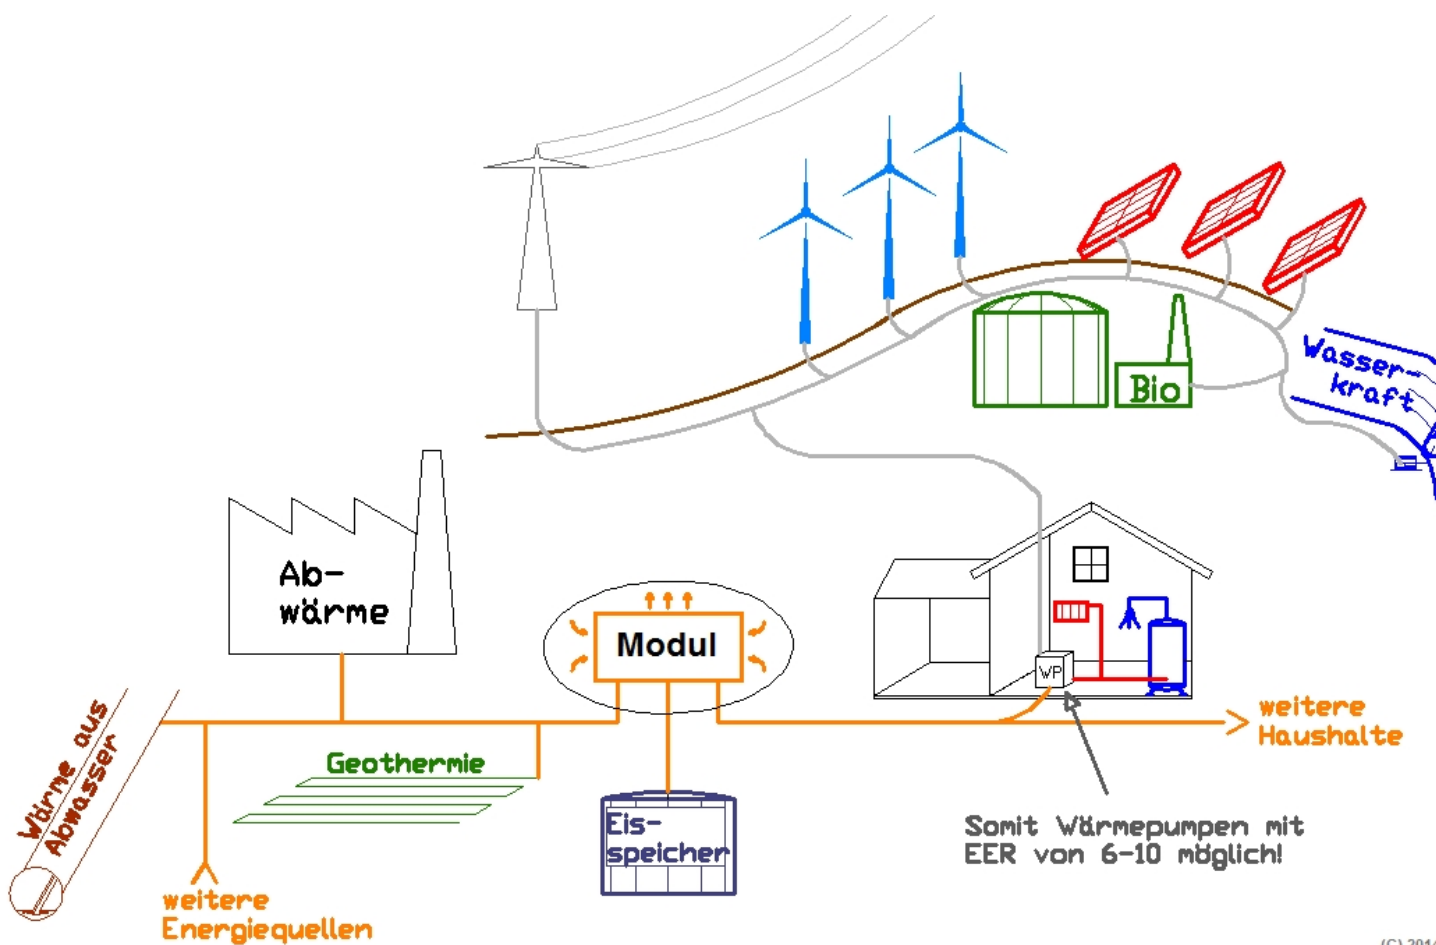 Wasser-
kraft
Bio
Ab-
wärme
Modul
WP
weitere
Haushalte
Wärme aus
Abwasser
Geothermie
Eis-
speicher
Somit Wärmepumpen mit
EER von 6-10 möglich!
weitere
Energiequellen